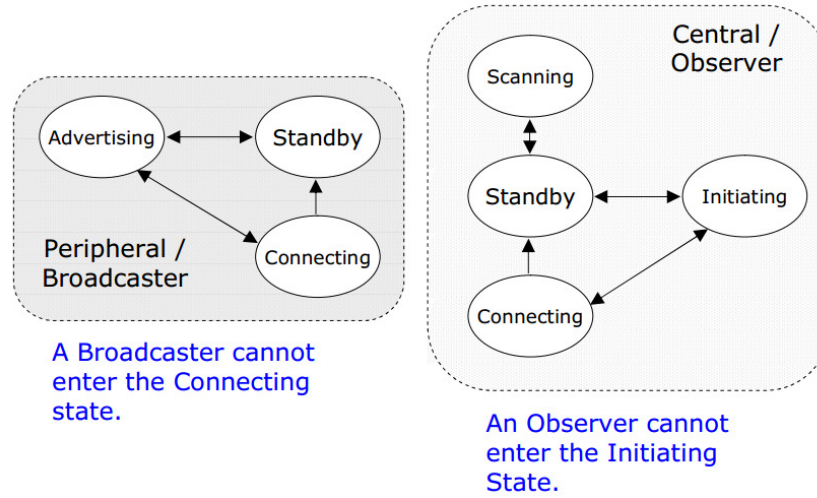 Advertising
Standby
Connecting
Peripheral /
Broadcaster
A Broadcaster cannot
enter the Connecting
state.
Central /
Observer
Scanning
Standby
Initiating
Connecting
An Observer cannot
enter the Initiating
State.